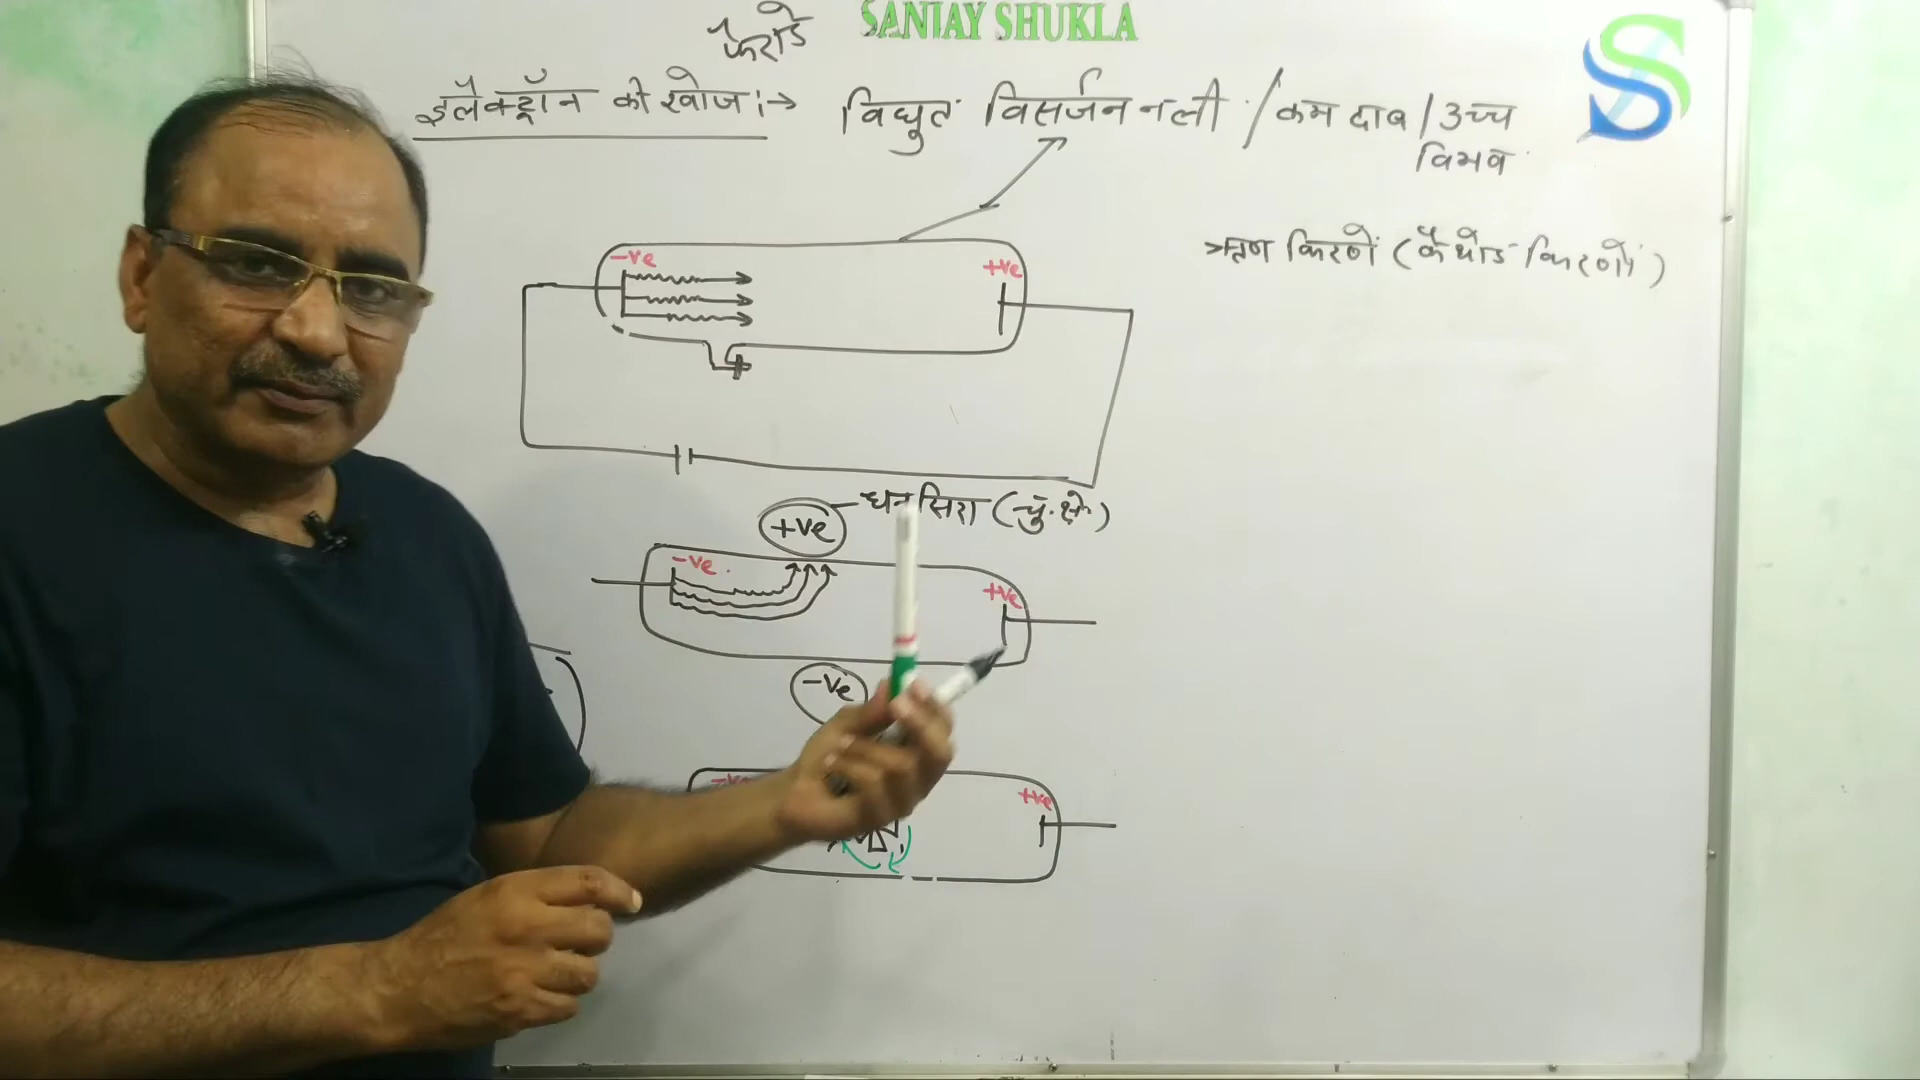 SANJAY SHUKLA
फैराडे
इलैक्ट्रॉन की खोज :→ विद्युत विसर्जन नली / कम दाब / उच्च
विभव
-ve
+ve
ऋण किरणें (कैथोड किरणें)
+ve
धन सिरा (चुं. क्षे.)
-ve
+ve
-ve
-ve
+ve